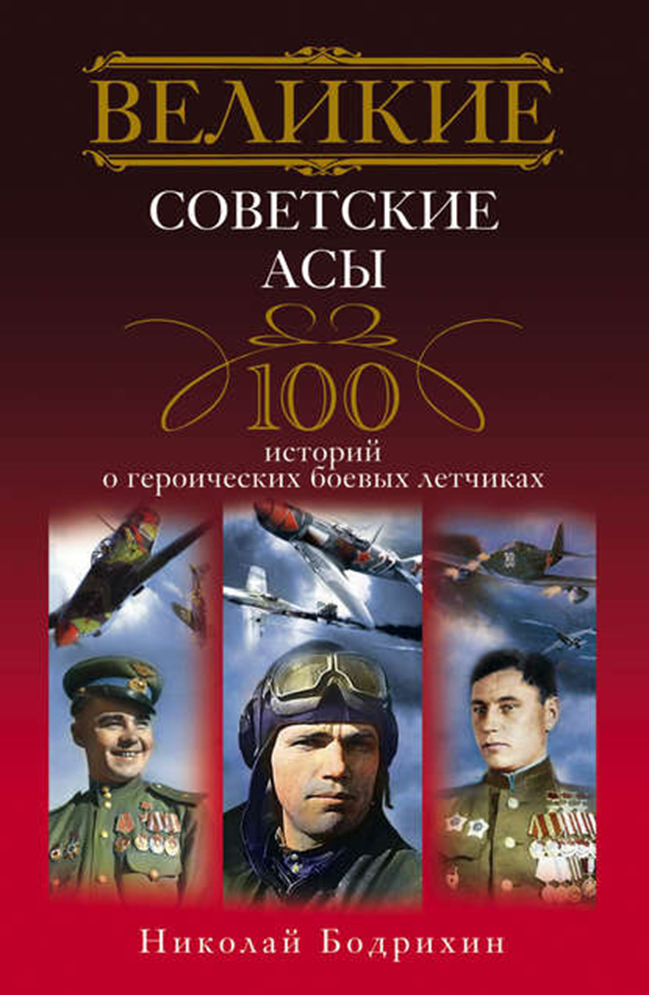 ВЕЛИКИЕ
СОВЕТСКИЕ
АСЫ
100
историй
о героических боевых летчиках
Николай Бодрихин